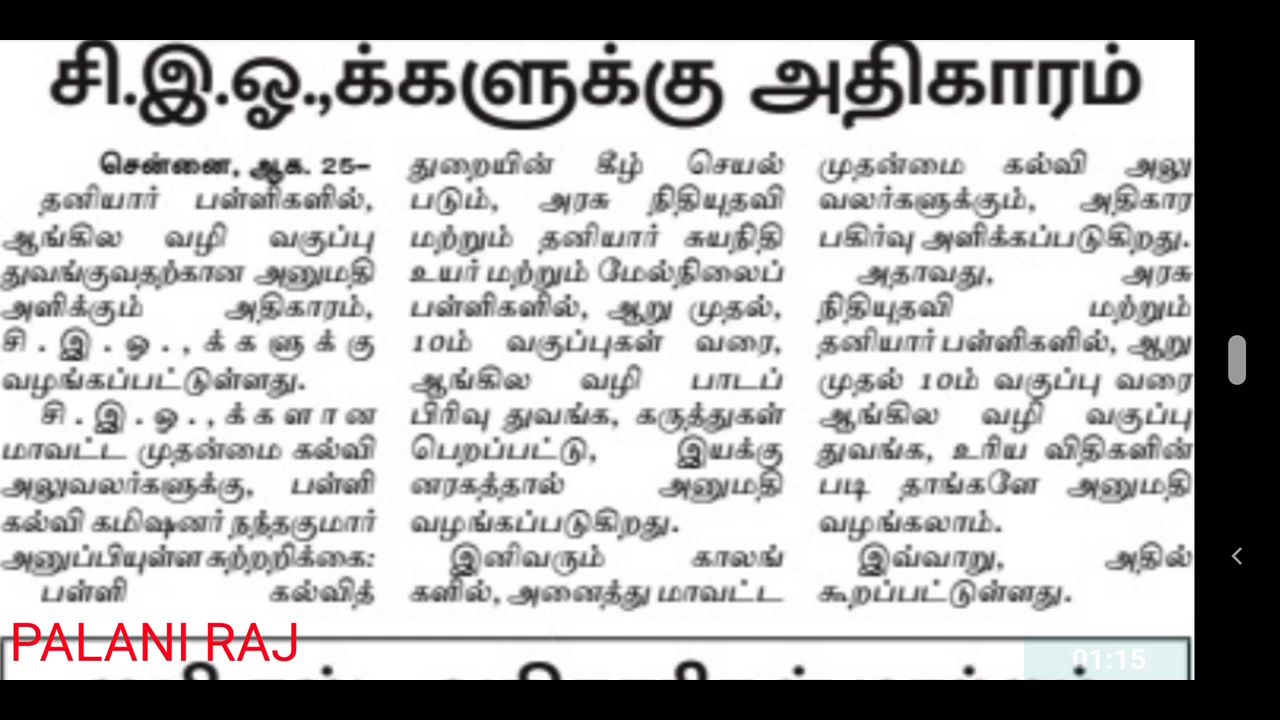 சி.இ.ஓ.,க்களுக்கு அதிகாரம்
சென்னை, ஆக. 25–
தனியார் பள்ளிகளில்,
ஆங்கில வழி வகுப்பு
துவங்குவதற்கான அனுமதி
அளிக்கும் அதிகாரம்,
சி.இ.ஓ.,க்களுக்கு
வழங்கப்பட்டுள்ளது.
சி.இ.ஓ.,க்களான
மாவட்ட முதன்மை கல்வி
அலுவலர்களுக்கு, பள்ளி
கல்வி கமிஷனர் நந்தகுமார்
அனுப்பியுள்ள சுற்றறிக்கை:
பள்ளி கல்வித்
துறையின் கீழ் செயல்
படும், அரசு நிதியுதவி
மற்றும் தனியார் சுயநிதி
உயர் மற்றும் மேல்நிலைப்
பள்ளிகளில், ஆறு முதல்,
10ம் வகுப்புகள் வரை,
ஆங்கில வழி பாடப்
பிரிவு துவங்க, கருத்துகள்
பெறப்பட்டு, இயக்கு
னரகத்தால் அனுமதி
வழங்கப்படுகிறது.
இனிவரும் காலங்
களில், அனைத்து மாவட்ட
முதன்மை கல்வி அலு
வலர்களுக்கும், அதிகார
பகிர்வு அளிக்கப்படுகிறது.
அதாவது, அரசு
நிதியுதவி மற்றும்
தனியார் பள்ளிகளில், ஆறு
முதல் 10ம் வகுப்பு வரை
ஆங்கில வழி வகுப்பு
துவங்க, உரிய விதிகளின்
படி தாங்களே அனுமதி
வழங்கலாம்.
இவ்வாறு, அதில்
கூறப்பட்டுள்ளது.
PALANI RAJ
01:15